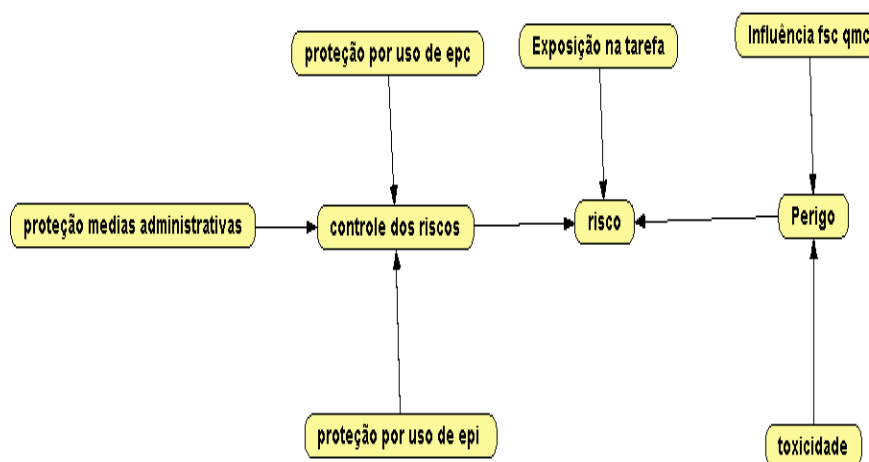 proteção por uso de epc
Exposição na tarefa
Influência fsc qmc
proteção medias administrativas
controle dos riscos
risco
Perigo
proteção por uso de epi
toxicidade